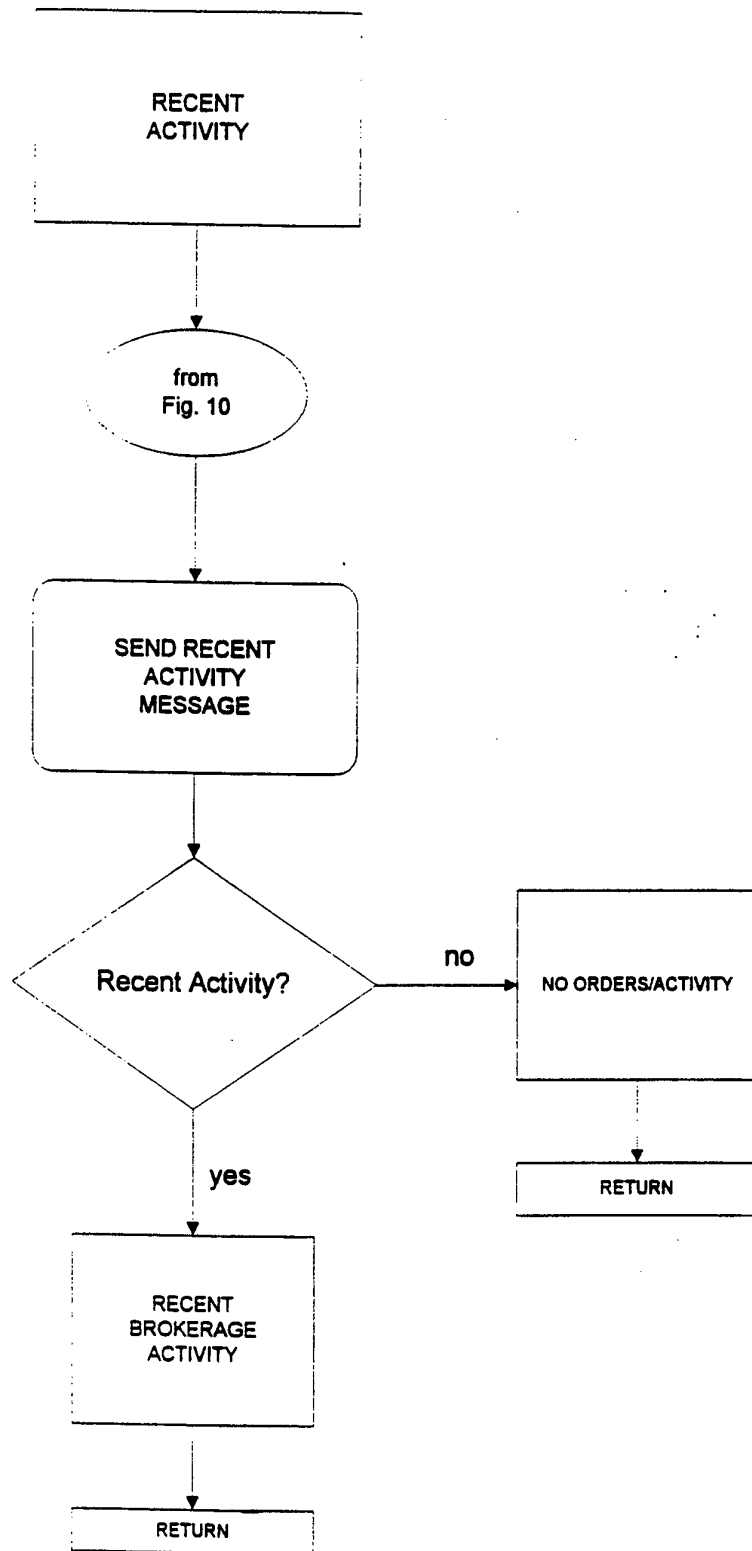 RECENT
ACTIVITY
from
Fig. 10
SEND RECENT
ACTIVITY
MESSAGE
Recent Activity?
no
NO ORDERS/ACTIVITY
RETURN
yes
RECENT
BROKERAGE
ACTIVITY
RETURN